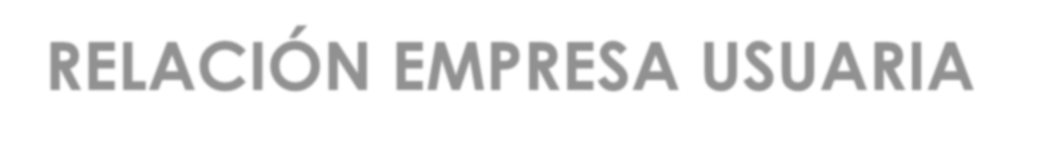 RELACIÓN EMPRESA USUARIA